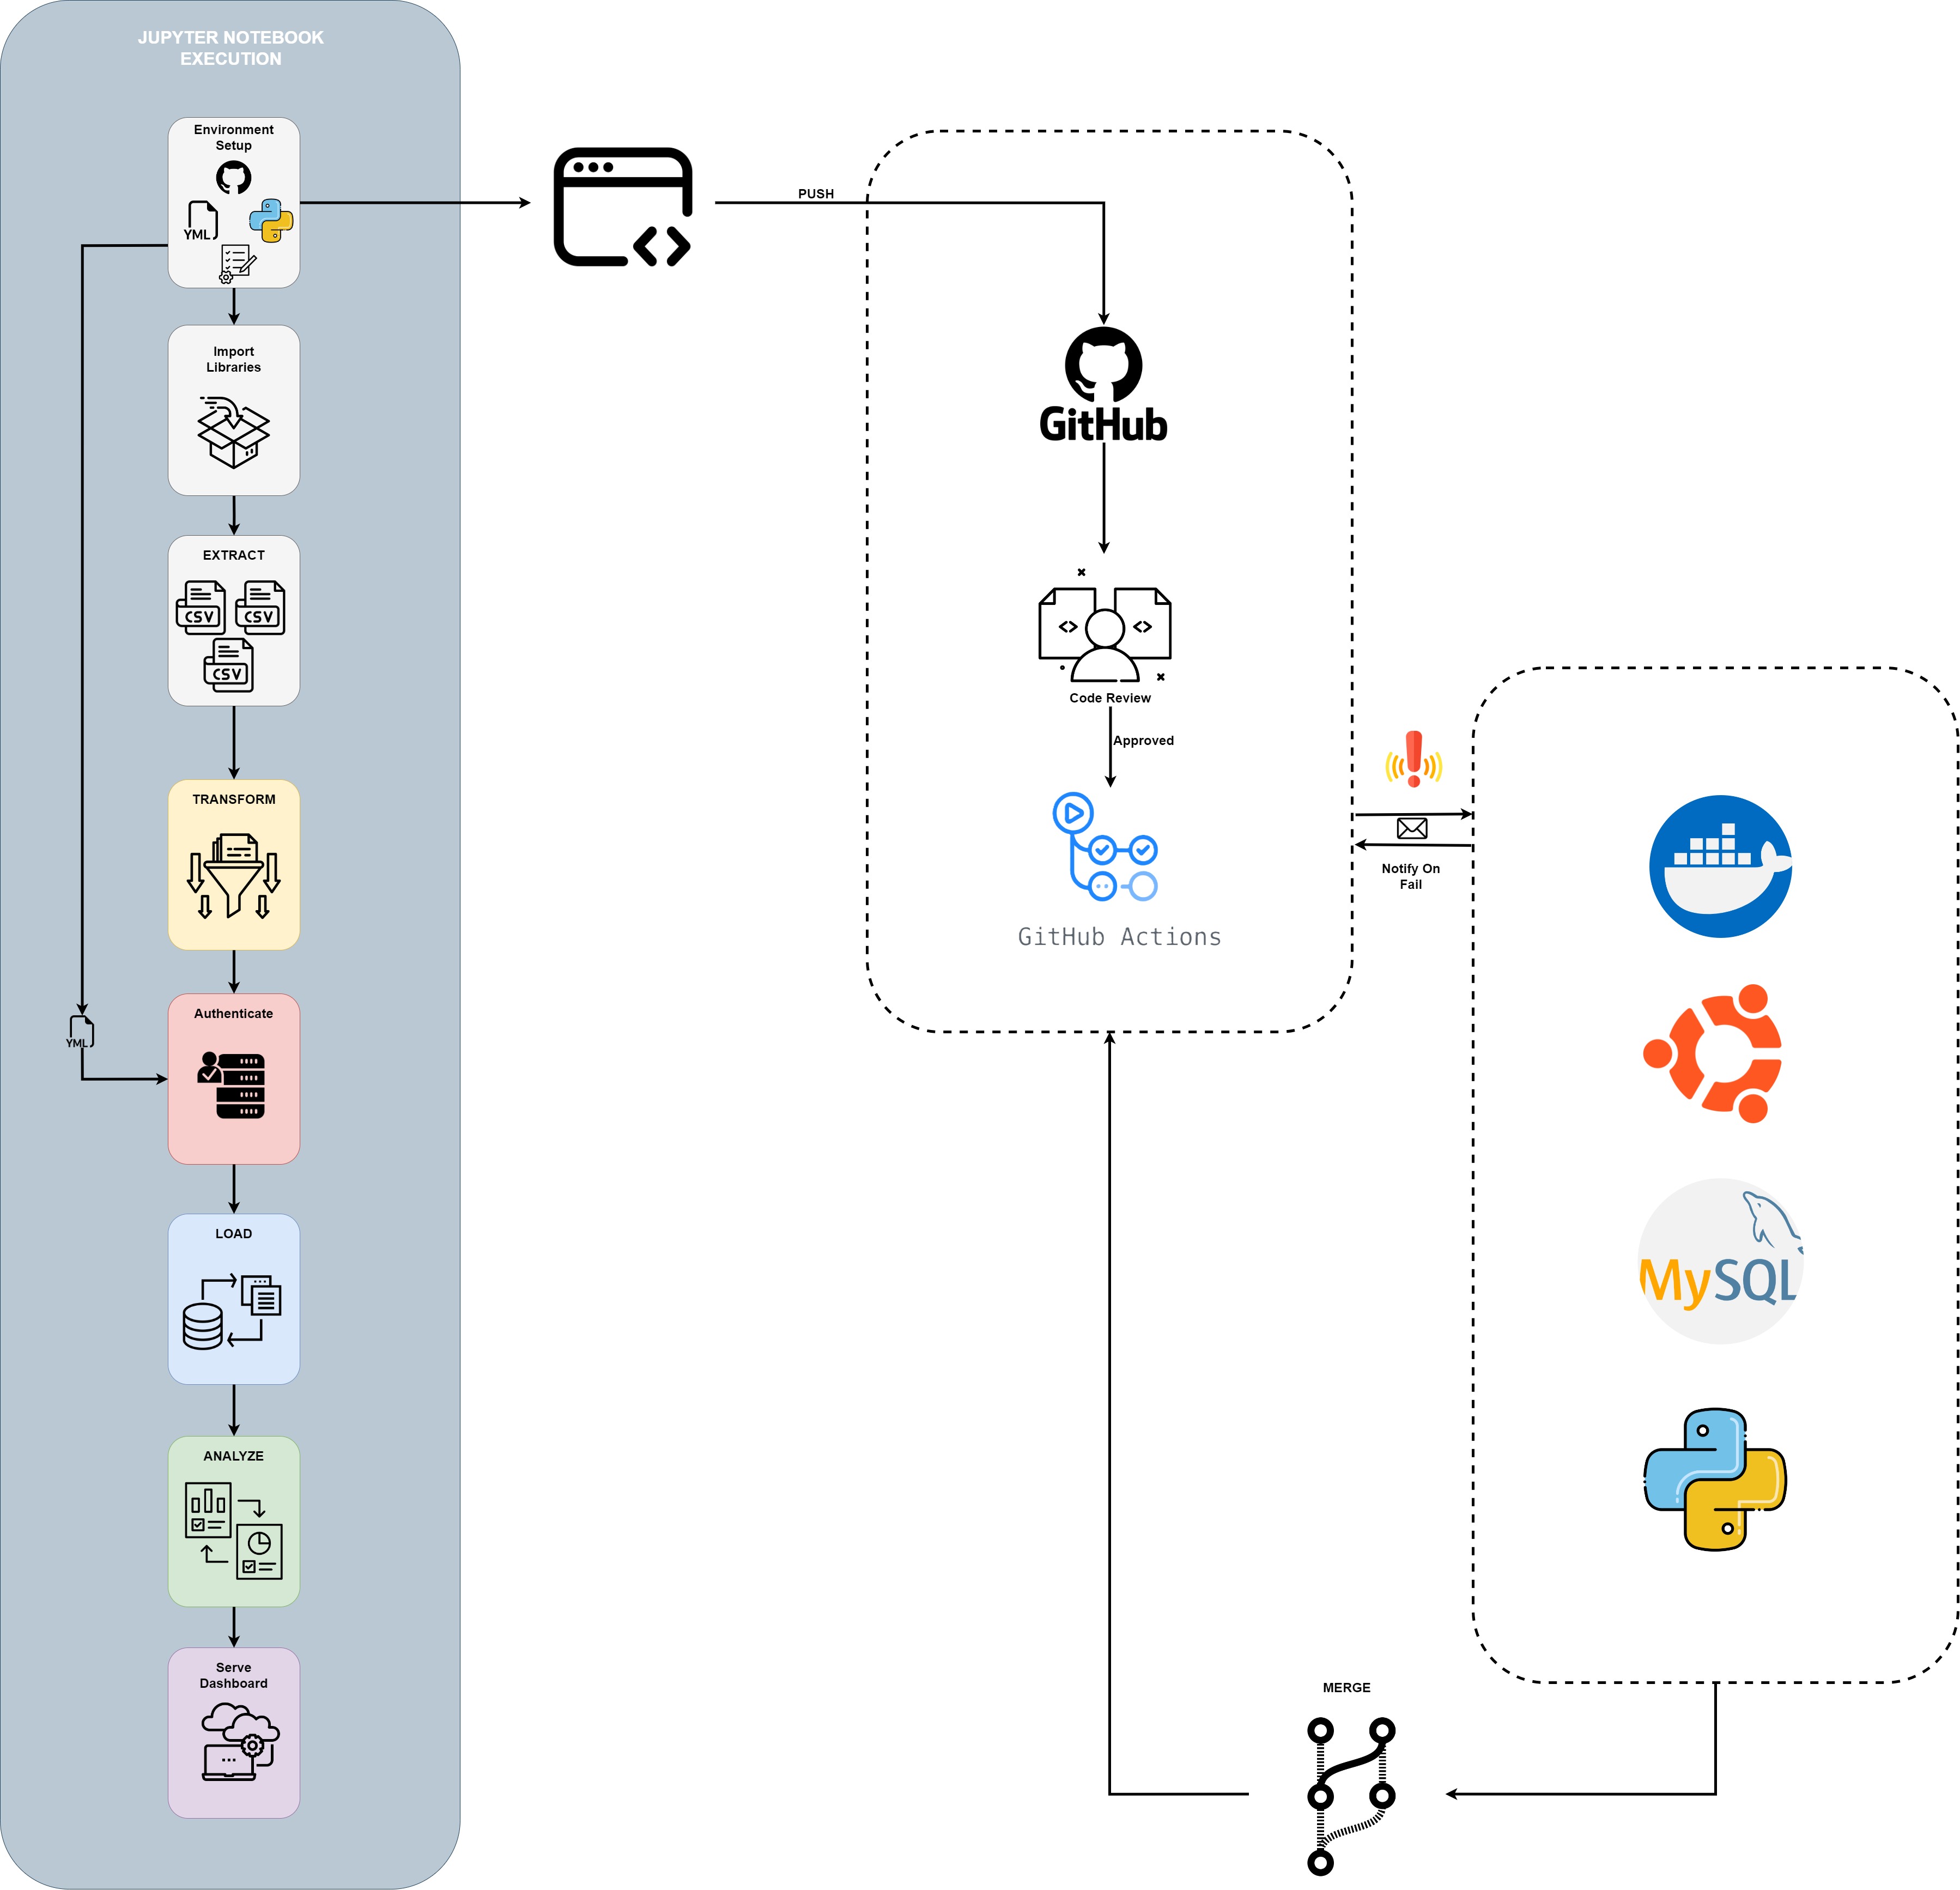 JUPYTER NOTEBOOK
EXECUTION
Environment
Setup
YML
Import
Libraries
EXTRACT
CSV
CSV
CSV
TRANSFORM
Authenticate
YML
LOAD
ANALYZE
Serve
Dashboard
PUSH
GitHub
Code Review
Approved
GitHub Actions
Notify On
Fail
MySQL
MERGE